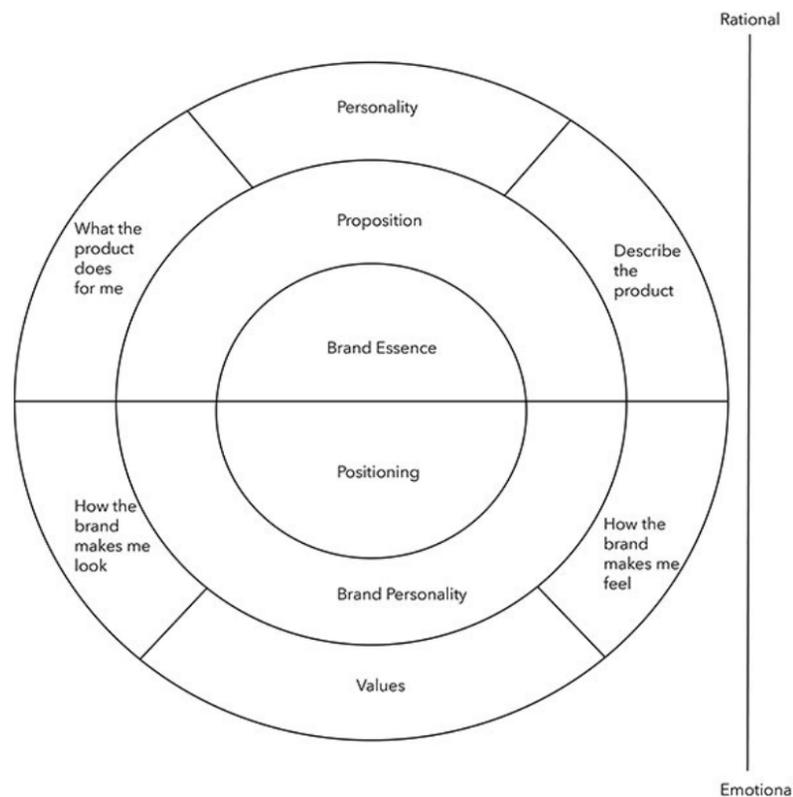 Rational
Personality
Proposition
What the
product
does
for me
Describe
the
product
Brand Essence
Positioning
How the
brand
makes me
look
How the
brand
makes me
feel
Brand Personality
Values
Emotiona